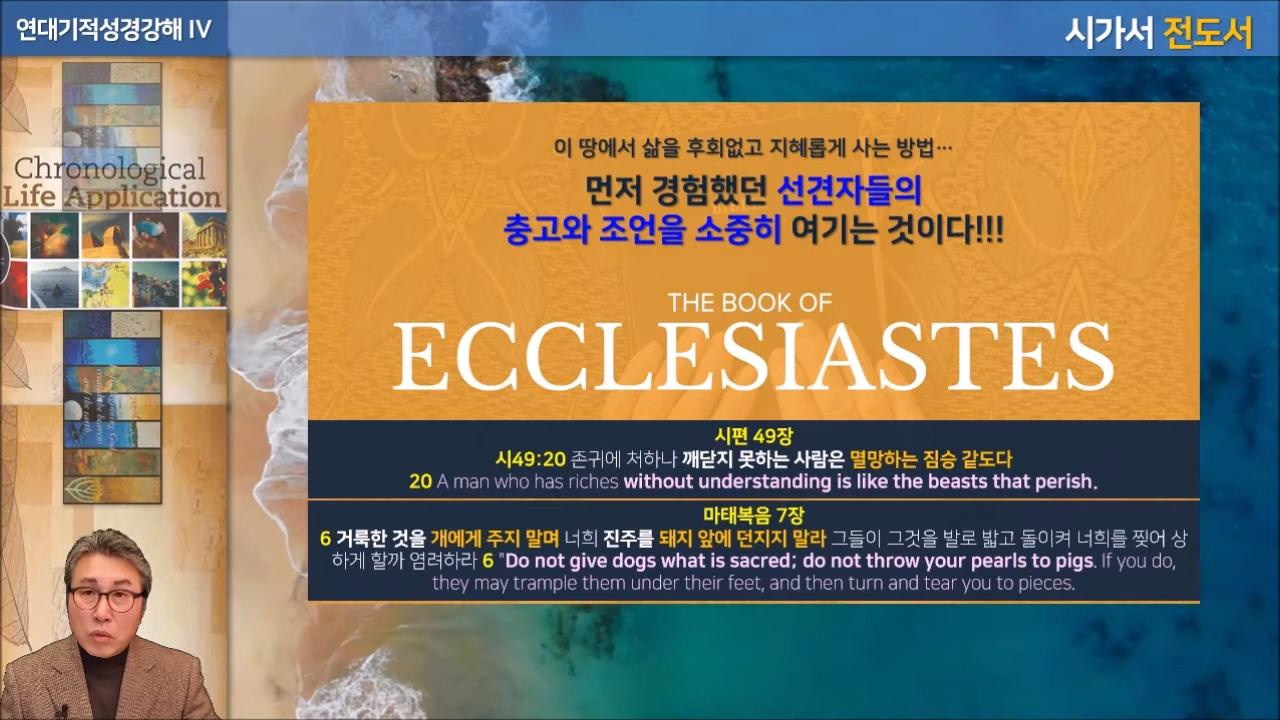 연대기적성경강해 IV
시가서 전도서
Chronological
Life Application
이 땅에서 삶을 후회없고 지혜롭게 사는 방법…
먼저 경험했던 선견자들의
충고와 조언을 소중히 여기는 것이다!!!
THE BOOK OF
ECCLESIASTES
시편 49장
시49:20 존귀에 처하나 깨닫지 못하는 사람은 멸망하는 짐승 같도다
20 A man who has riches without understanding is like the beasts that perish.
마태복음 7장
6 거룩한 것을 개에게 주지 말며 너희 진주를 돼지 앞에 던지지 말라 그들이 그것을 발로 밟고 돌이켜 너희를 찢어 상
하게 할까 염려하라 6 "Do not give dogs what is sacred; do not throw your pearls to pigs. If you do,
they may trample them under their feet, and then turn and tear you to pieces.